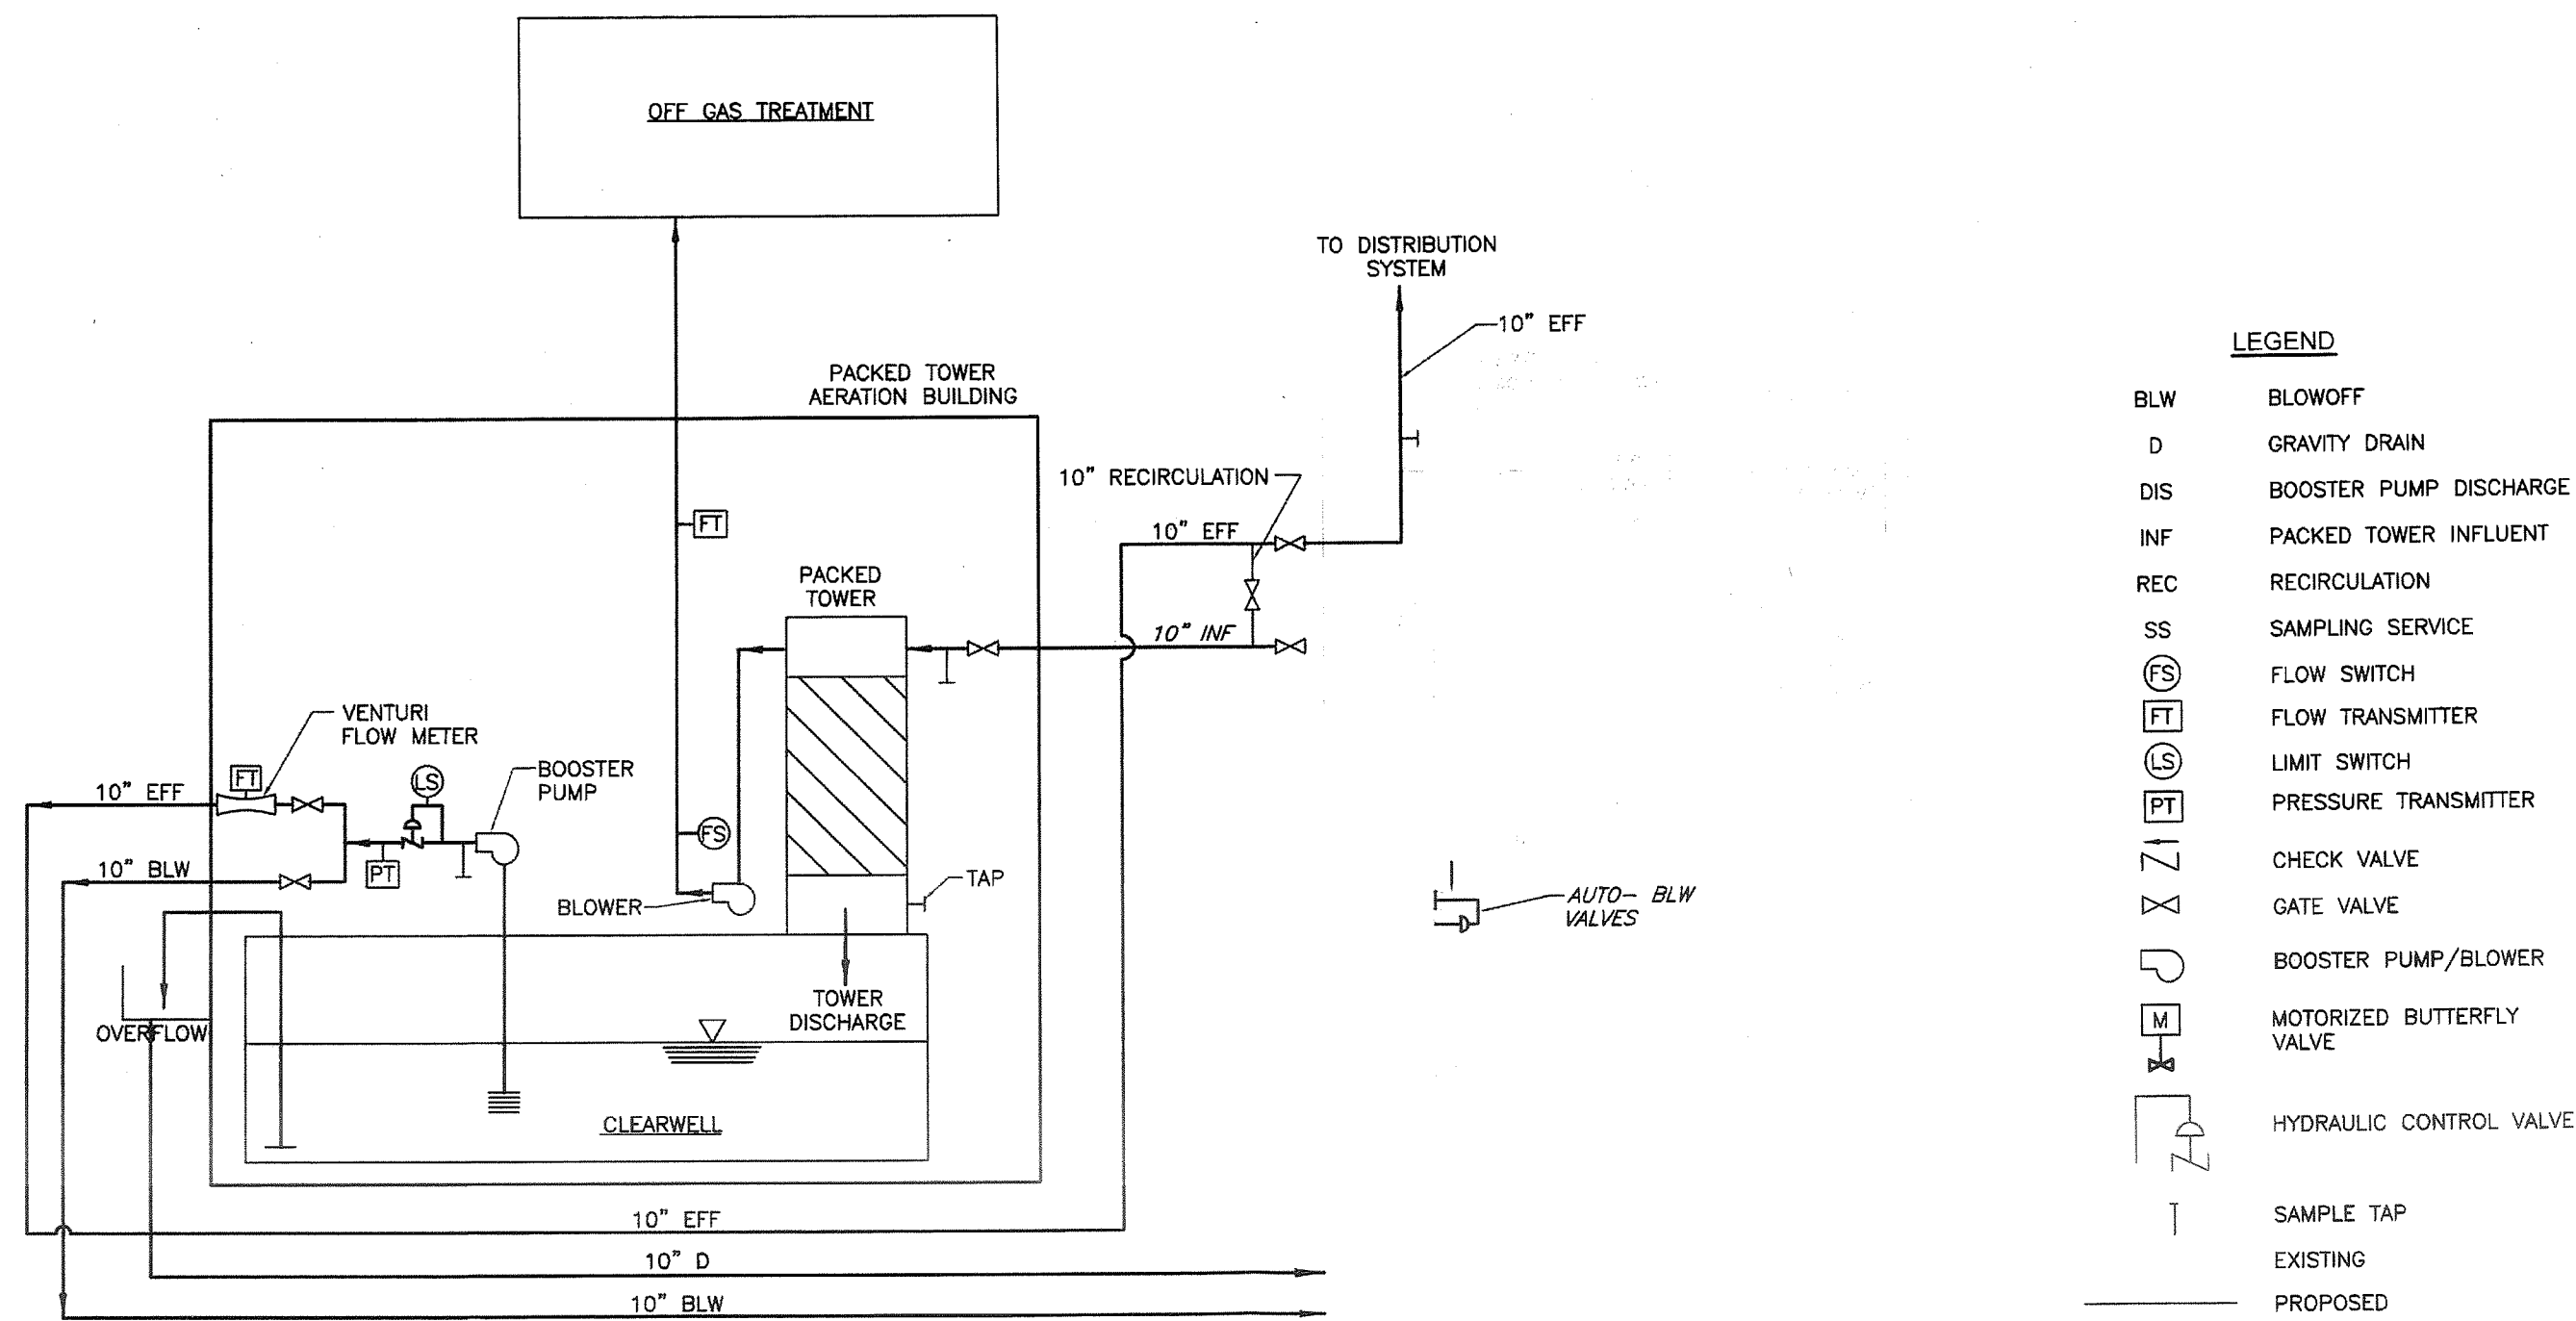 OFF GAS TREATMENT
TO DISTRIBUTION
SYSTEM
10" EFF
PACKED TOWER
AERATION BUILDING
10" RECIRCULATION
FT
10" EFF
PACKED
TOWER
10" INF
VENTURI
FLOW METER
FT
LS
BOOSTER
PUMP
10" EFF
FS
PT
10" BLW
TAP
BLOWER
AUTO- BLW
VALVES
TOWER
DISCHARGE
OVERFLOW
CLEARWELL
10" EFF
10" D
10" BLW
LEGEND
BLW BLOWOFF
D GRAVITY DRAIN
DIS BOOSTER PUMP DISCHARGE
INF PACKED TOWER INFLUENT
REC RECIRCULATION
SS SAMPLING SERVICE
FS FLOW SWITCH
FT FLOW TRANSMITTER
LS LIMIT SWITCH
PT PRESSURE TRANSMITTER
CHECK VALVE
GATE VALVE
BOOSTER PUMP/BLOWER
M MOTORIZED BUTTERFLY
VALVE
HYDRAULIC CONTROL VALVE
SAMPLE TAP
EXISTING
PROPOSED